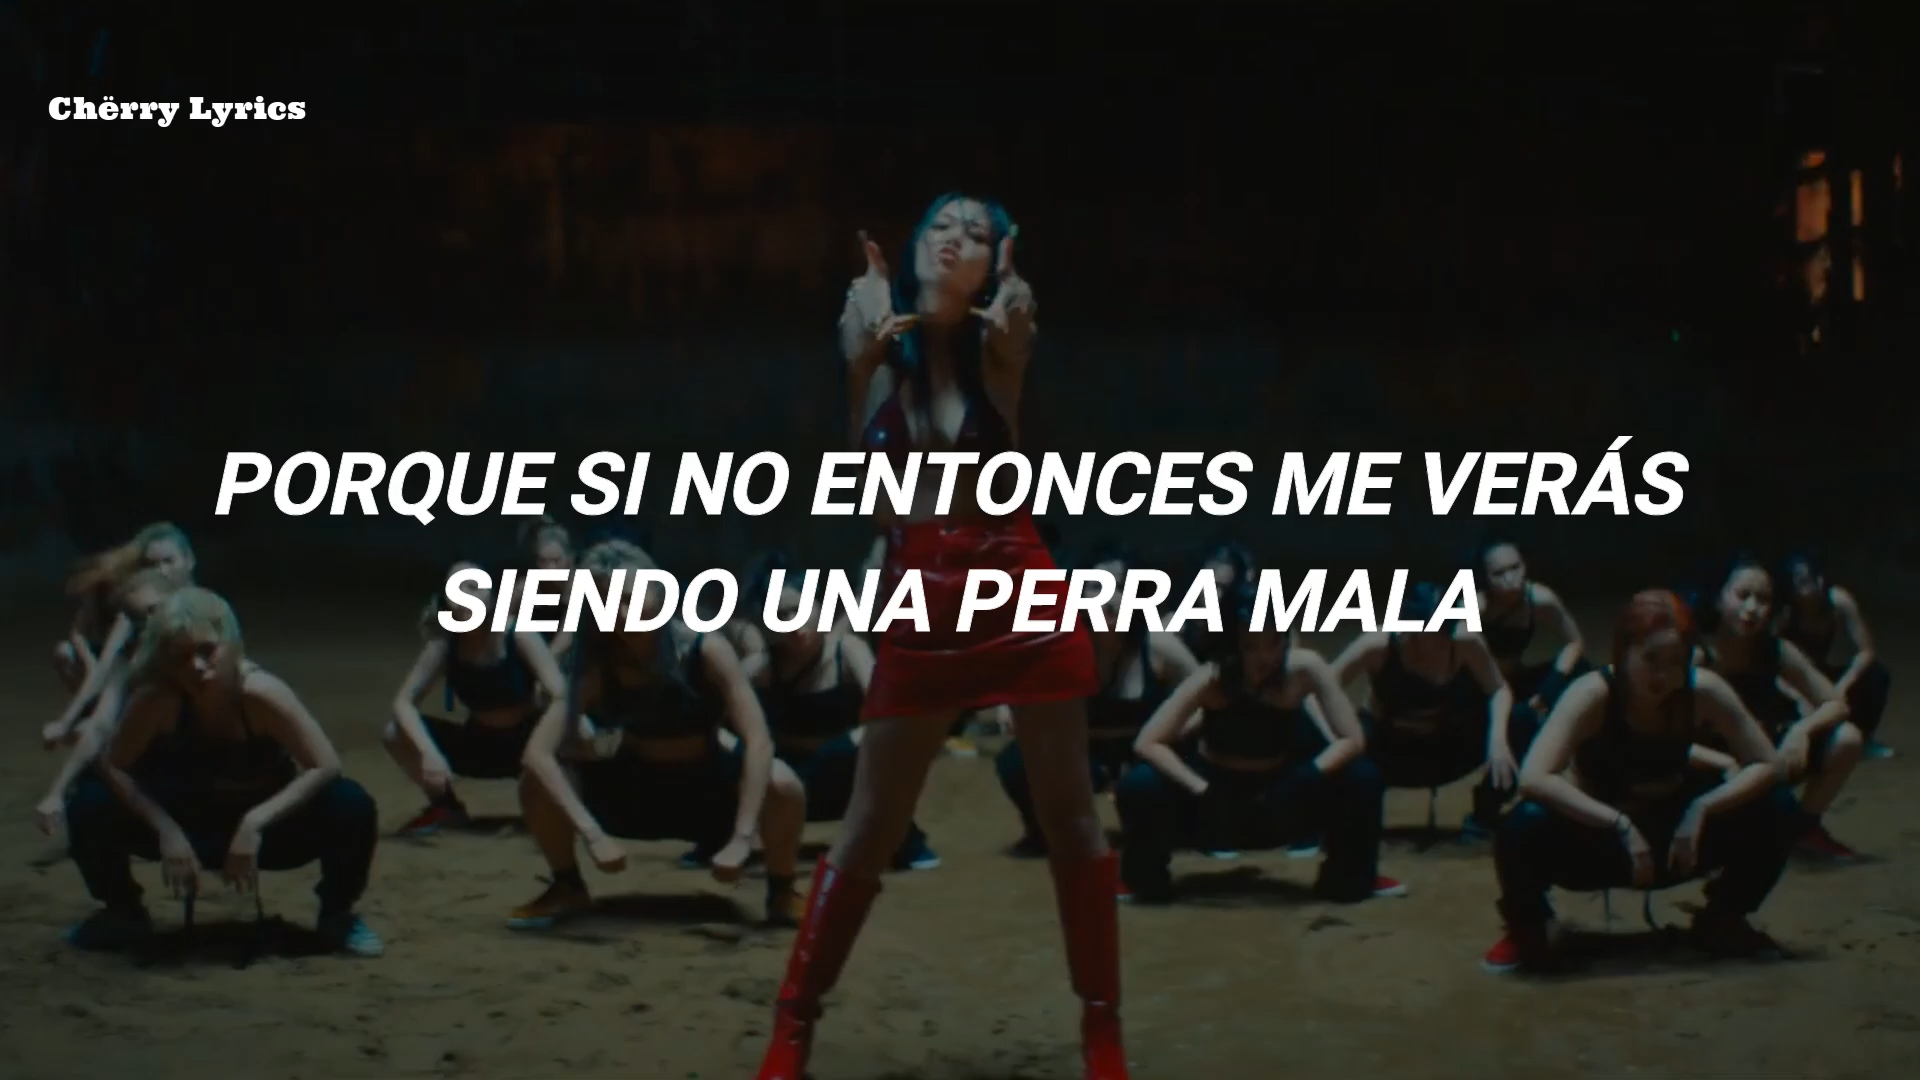 Chërry Lyrics
PORQUE SI NO ENTONCES ME VERÁS
SIENDO UNA PERRA MALA